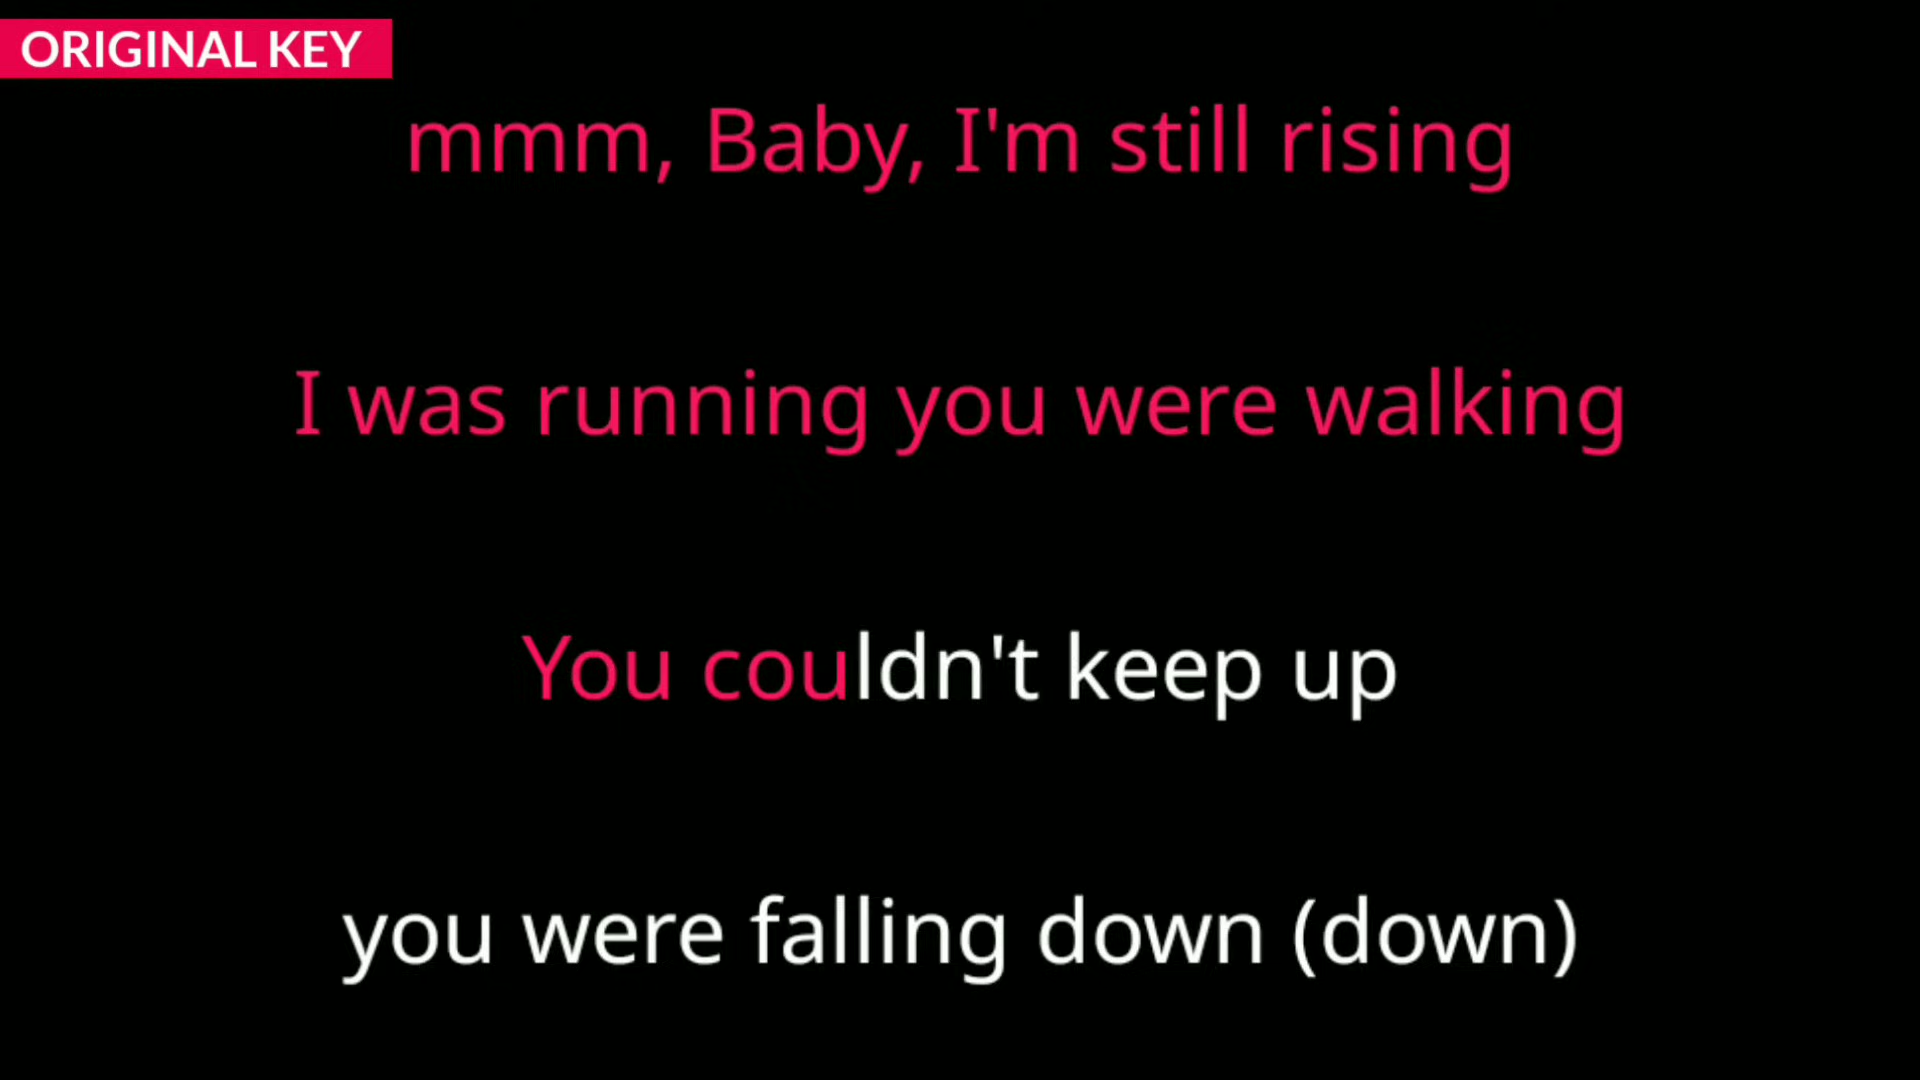 ORIGINAL KEY
mmm, Baby, I'm still rising
I was running you were walking
You couldn't keep up
you were falling down (down)